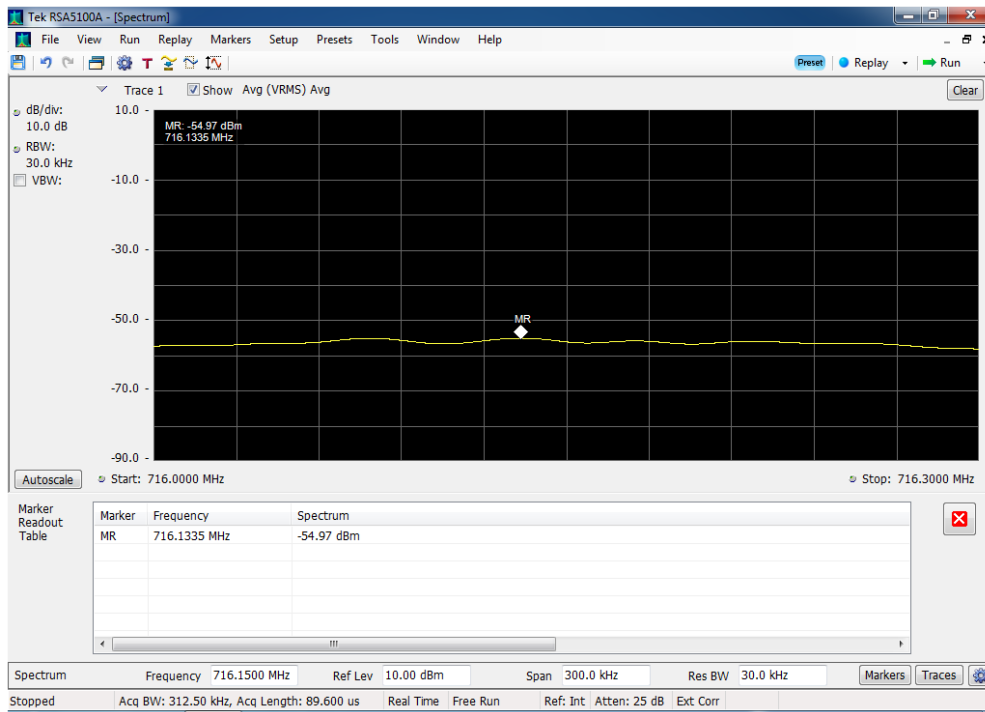 Tek RSA5100A - [Spectrum]
File View Run Replay Markers Setup Presets Tools Window Help
T Preset Replay Run
Trace 1 Show Avg (VRMS) Avg Clear
dB/div:
10.0 dB
RBW:
30.0 kHz
VBW:
10.0
-10.0
-30.0
-50.0
-70.0
-90.0
MR: -54.97 dBm
716.1335 MHz
MR
Autoscale Start: 716.0000 MHz Stop: 716.3000 MHz
Marker
Readout
Table
Marker Frequency Spectrum
MR 716.1335 MHz -54.97 dBm
Spectrum Frequency 716.1500 MHz Ref Lev 10.00 dBm Span 300.0 kHz Res BW 30.0 kHz Markers Traces
Stopped Acq BW: 312.50 kHz, Acq Length: 89.600 us Real Time Free Run Ref: Int Atten: 25 dB Ext Corr